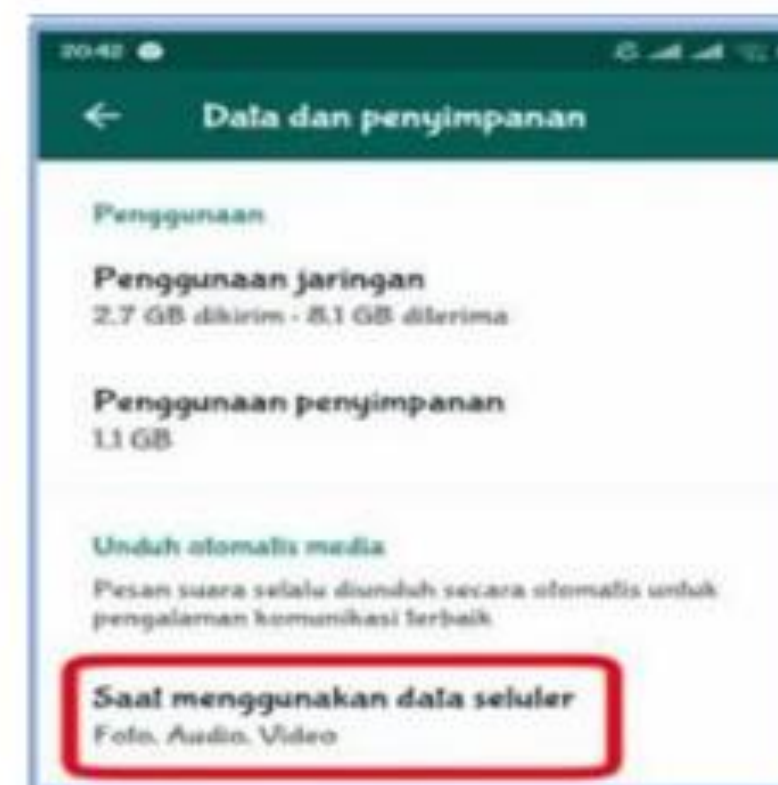 20:42
Data dan penyimpanan
Penggunaan
Penggunaan jaringan
2,7 GB dikirim - 8,1 GB diterima
Penggunaan penyimpanan
1,1 GB
Unduh otomatis media
Pesan suara selalu diunduh secara otomatis untuk
pengalaman komunikasi terbaik
Saat menggunakan data seluler
Foto, Audio, Video